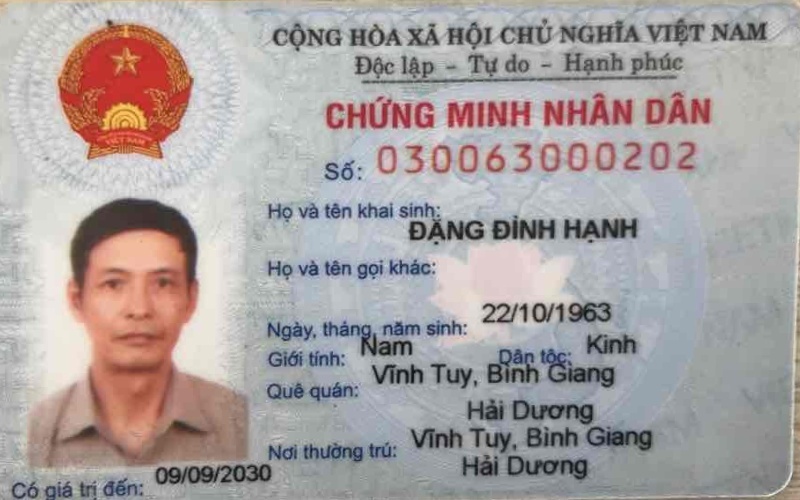 CỘNG HÒA XÃ HỘI CHỦ NGHĨA VIỆT NAM
Độc lập - Tự do - Hạnh phúc
CHỨNG MINH NHÂN DÂN
Số: 030063000202
VIỆT NAM
Họ và tên khai sinh:
ĐẶNG ĐÌNH HẠNH
Họ và tên gọi khác:
Ngày, tháng, năm sinh: 22/10/1963
Giới tính: Nam Dân tộc: Kinh
Quê quán: Vĩnh Tuy, Bình Giang
Hải Dương
Nơi thường trú: Vĩnh Tuy, Bình Giang
Hải Dương
Có giá trị đến: 09/09/2030